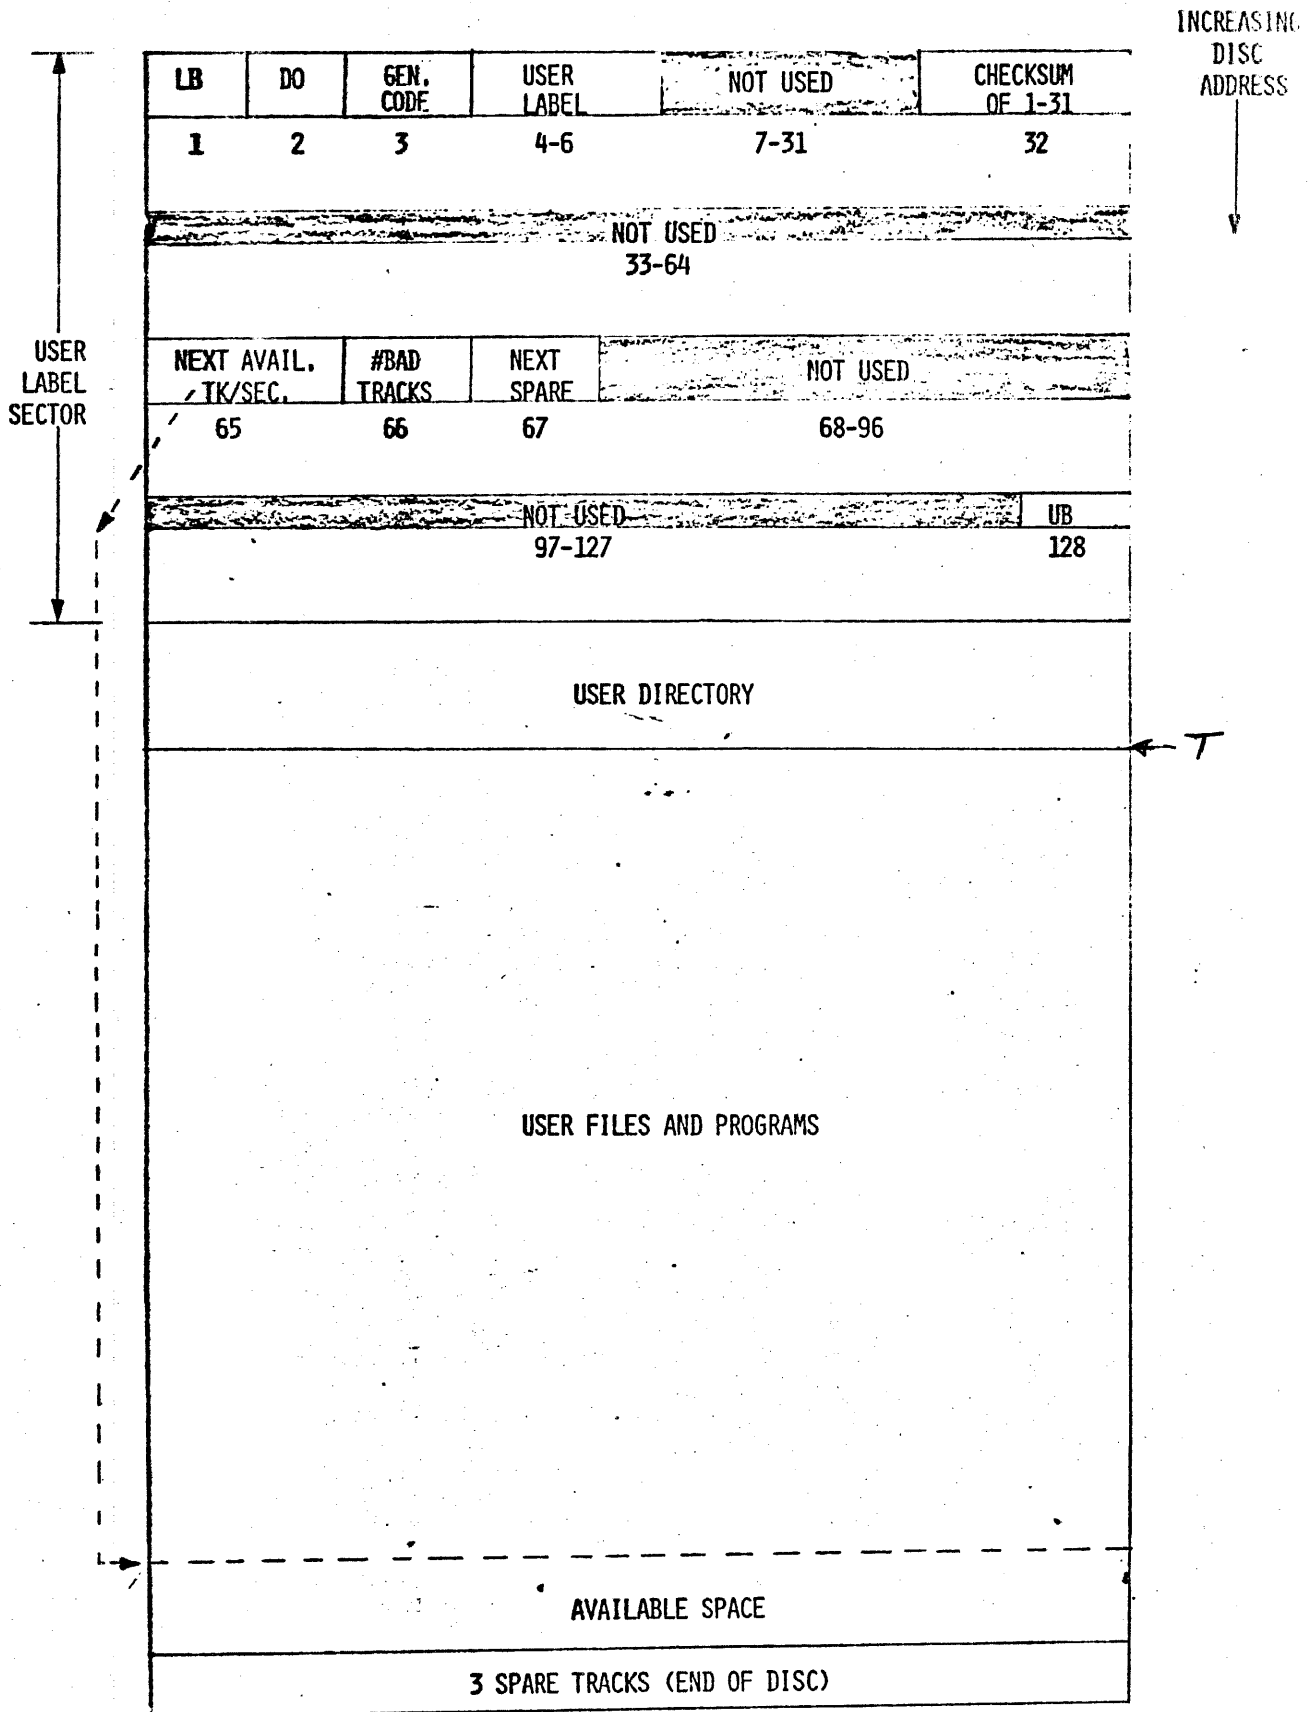 INCREASING
DISC
ADDRESS
LB DO GEN. CODE USER LABEL NOT USED CHECKSUM OF 1-31
1 2 3 4-6 7-31 32
NOT USED
33-64
USER
LABEL
SECTOR
NEXT AVAIL. TK/SEC. #BAD TRACKS NEXT SPARE NOT USED
65 66 67 68-96
NOT USED UB
97-127 128
USER DIRECTORY
T
USER FILES AND PROGRAMS
AVAILABLE SPACE
3 SPARE TRACKS (END OF DISC)